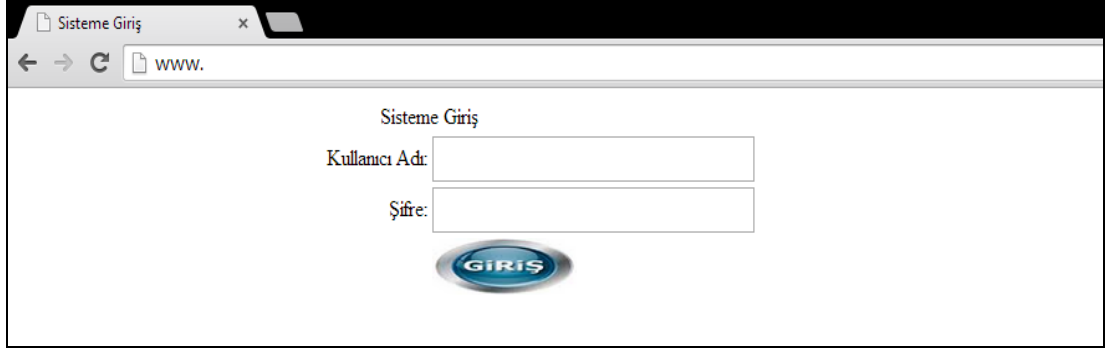 Sisteme Giriş
www.
Sisteme Giriş
Kullanıcı Adı:
Şifre:
GİRİŞ